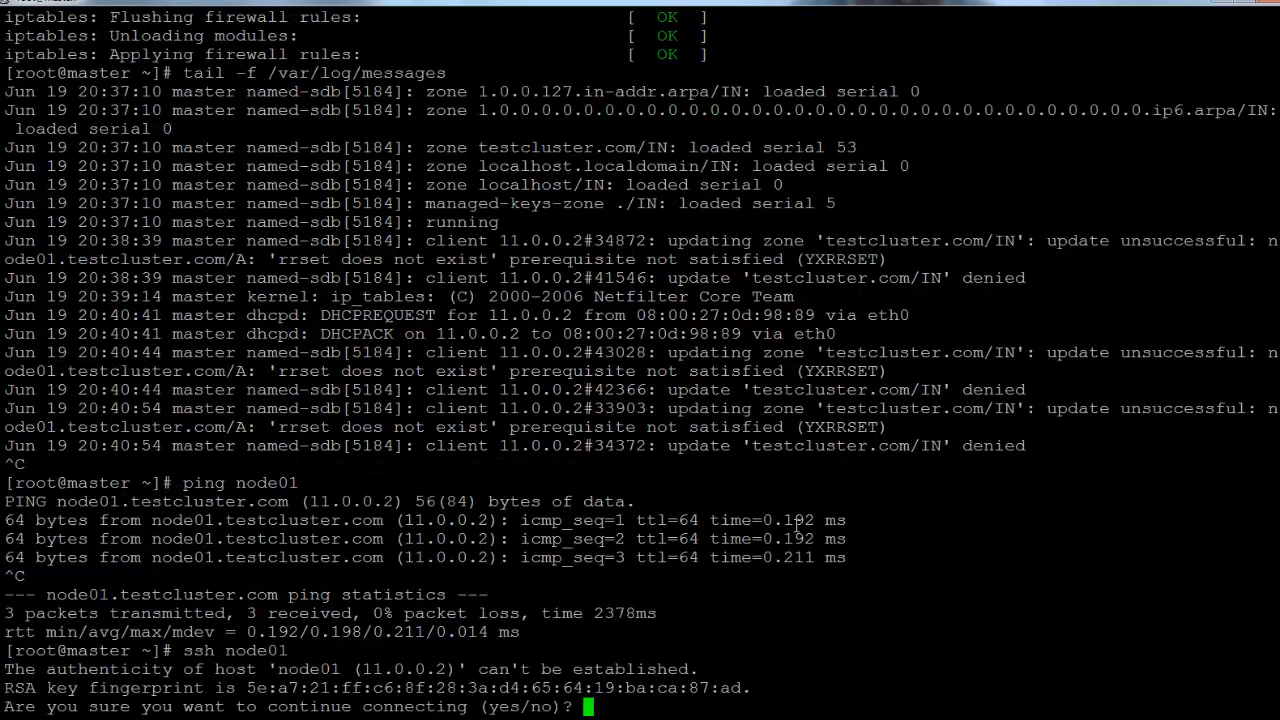 iptables: Flushing firewall rules: [ OK ]
iptables: Unloading modules: [ OK ]
iptables: Applying firewall rules: [ OK ]
[root@master ~]# tail -f /var/log/messages
Jun 19 20:37:10 master named-sdb[5184]: zone 1.0.0.127.in-addr.arpa/IN: loaded serial 0
Jun 19 20:37:10 master named-sdb[5184]: zone 1.0.0.0.0.0.0.0.0.0.0.0.0.0.0.0.0.0.0.0.0.0.0.0.0.0.0.0.0.0.0.0.ip6.arpa/IN:
loaded serial 0
Jun 19 20:37:10 master named-sdb[5184]: zone testcluster.com/IN: loaded serial 53
Jun 19 20:37:10 master named-sdb[5184]: zone localhost.localdomain/IN: loaded serial 0
Jun 19 20:37:10 master named-sdb[5184]: zone localhost/IN: loaded serial 0
Jun 19 20:37:10 master named-sdb[5184]: managed-keys-zone ./IN: loaded serial 5
Jun 19 20:37:10 master named-sdb[5184]: running
Jun 19 20:38:39 master named-sdb[5184]: client 11.0.0.2#34872: updating zone 'testcluster.com/IN': update unsuccessful: n
ode01.testcluster.com/A: 'rrset does not exist' prerequisite not satisfied (YXRRSET)
Jun 19 20:38:39 master named-sdb[5184]: client 11.0.0.2#41546: update 'testcluster.com/IN' denied
Jun 19 20:39:14 master kernel: ip_tables: (C) 2000-2006 Netfilter Core Team
Jun 19 20:40:41 master dhcpd: DHCPREQUEST for 11.0.0.2 from 08:00:27:0d:98:89 via eth0
Jun 19 20:40:41 master dhcpd: DHCPACK on 11.0.0.2 to 08:00:27:0d:98:89 via eth0
Jun 19 20:40:44 master named-sdb[5184]: client 11.0.0.2#43028: updating zone 'testcluster.com/IN': update unsuccessful: n
ode01.testcluster.com/A: 'rrset does not exist' prerequisite not satisfied (YXRRSET)
Jun 19 20:40:44 master named-sdb[5184]: client 11.0.0.2#42366: update 'testcluster.com/IN' denied
Jun 19 20:40:54 master named-sdb[5184]: client 11.0.0.2#33903: updating zone 'testcluster.com/IN': update unsuccessful: n
ode01.testcluster.com/A: 'rrset does not exist' prerequisite not satisfied (YXRRSET)
Jun 19 20:40:54 master named-sdb[5184]: client 11.0.0.2#34372: update 'testcluster.com/IN' denied
^C
[root@master ~]# ping node01
PING node01.testcluster.com (11.0.0.2) 56(84) bytes of data.
64 bytes from node01.testcluster.com (11.0.0.2): icmp_seq=1 ttl=64 time=0.192 ms
64 bytes from node01.testcluster.com (11.0.0.2): icmp_seq=2 ttl=64 time=0.192 ms
64 bytes from node01.testcluster.com (11.0.0.2): icmp_seq=3 ttl=64 time=0.211 ms
^C
--- node01.testcluster.com ping statistics ---
3 packets transmitted, 3 received, 0% packet loss, time 2378ms
rtt min/avg/max/mdev = 0.192/0.198/0.211/0.014 ms
[root@master ~]# ssh node01
The authenticity of host 'node01 (11.0.0.2)' can't be established.
RSA key fingerprint is 5e:a7:21:ff:c6:8f:28:3a:d4:65:64:19:ba:ca:87:ad.
Are you sure you want to continue connecting (yes/no)?